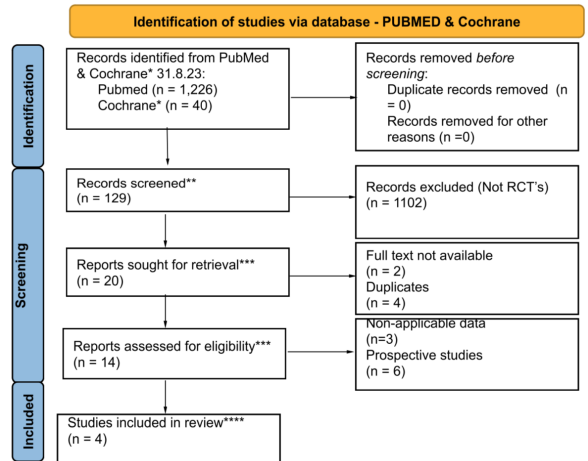 Identification of studies via database - PUBMED & Cochrane
Identification
Records identified from PubMed
& Cochrane* 31.8.23:
Pubmed (n = 1,226)
Cochrane* (n = 40)
Records removed before
screening:
Duplicate records removed (n
= 0)
Records removed for other
reasons (n =0)
Screening
Records screened**
(n = 129)
Records excluded (Not RCT's)
(n = 1102)
Reports sought for retrieval***
(n = 20)
Full text not available
(n = 2)
Duplicates
(n = 4)
Reports assessed for eligibility***
(n = 14)
Non-applicable data
(n=3)
Prospective studies
(n = 6)
Included
Studies included in review****
(n = 4)